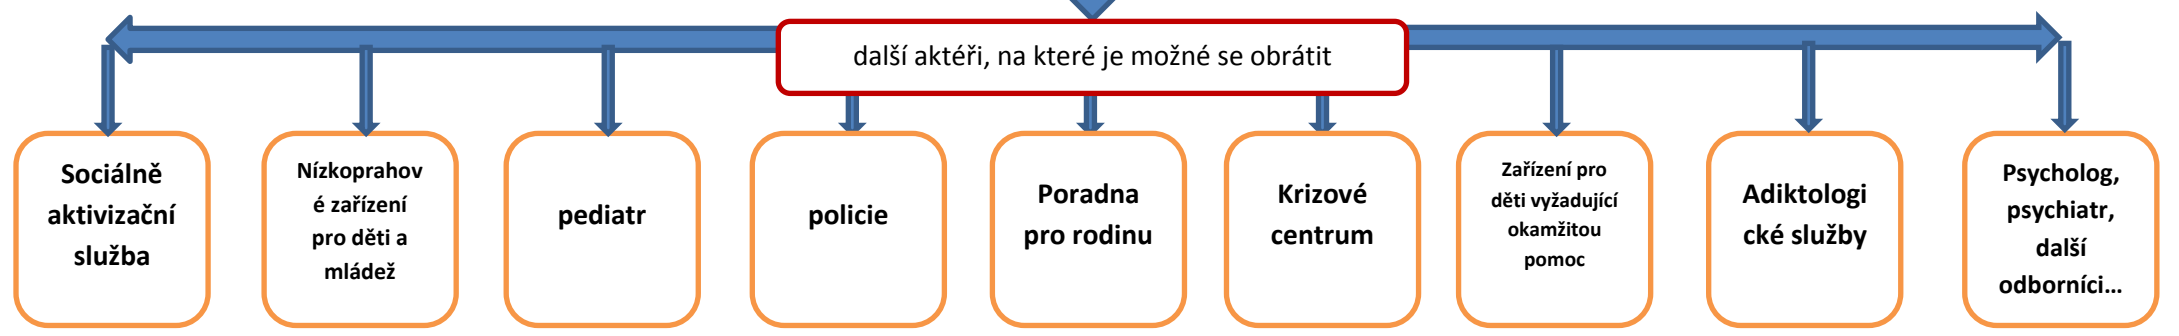 další aktéři, na které je možné se obrátit
Sociálně
aktivizační
služba
Nízkoprahov
é zařízení
pro děti a
mládež
pediatr
policie
Poradna
pro rodinu
Krizové
centrum
Zařízení pro
děti vyžadující
okamžitou
pomoc
Adiktologi
cké služby
Psycholog,
psychiatr,
další
odborníci...